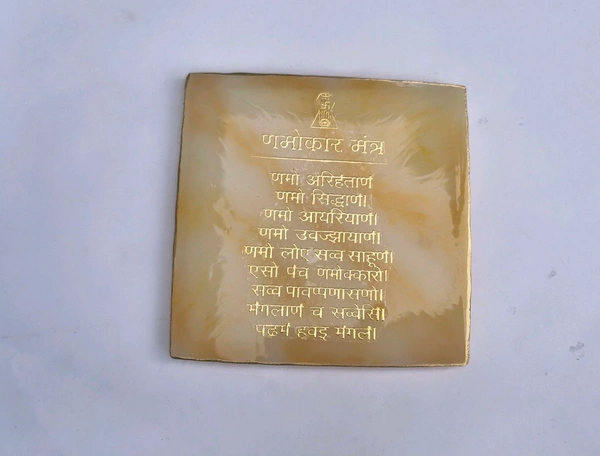 णमोकार मंत्र
णमो अरिहंताणं
णमो सिद्धाणं।
णमो आयरियाणं।
णमो उवज्झायाणं।
णमो लोए सव्व साहूणं।
एसो पंच णमोक्कारो।
सव्व पावप्पणासणो।
मंगलाणं च सव्वेसिं।
पढमं हवइ मंगलं।